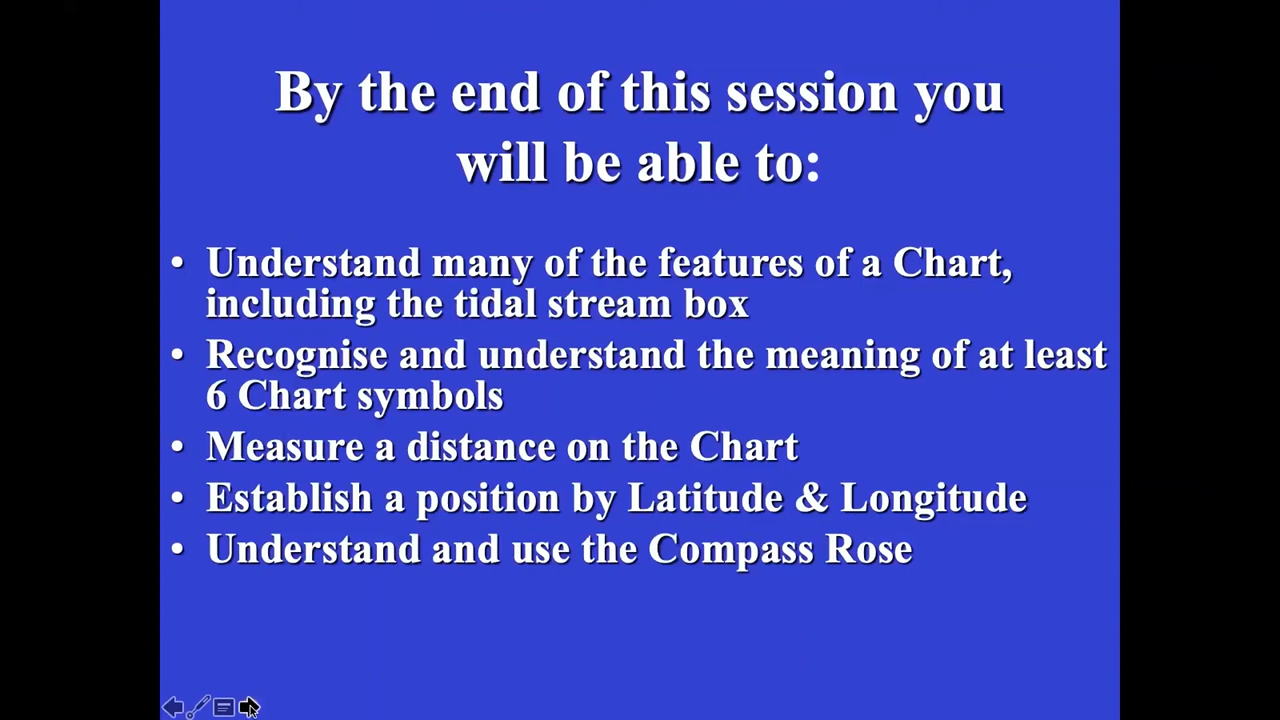 By the end of this session you
will be able to:
• Understand many of the features of a Chart,
including the tidal stream box
• Recognise and understand the meaning of at least
6 Chart symbols
• Measure a distance on the Chart
• Establish a position by Latitude & Longitude
• Understand and use the Compass Rose